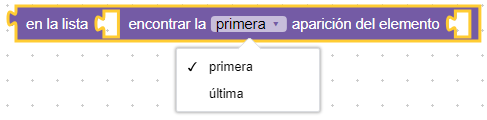 en la lista encontrar la primera aparición del elemento
✓ primera
última